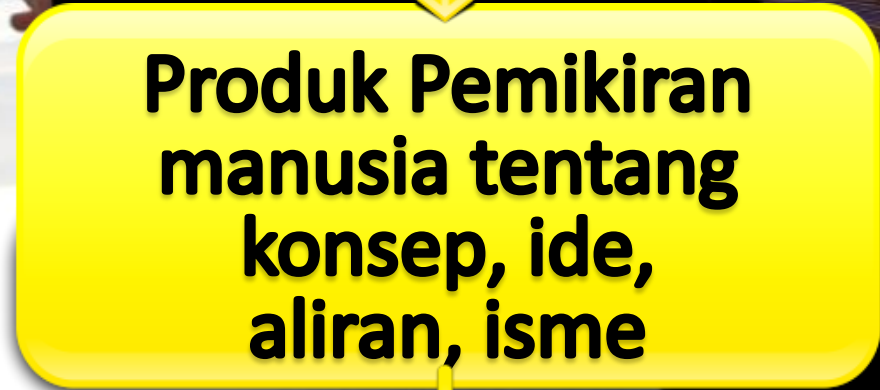 Produk Pemikiran
manusia tentang
konsep, ide,
aliran, isme